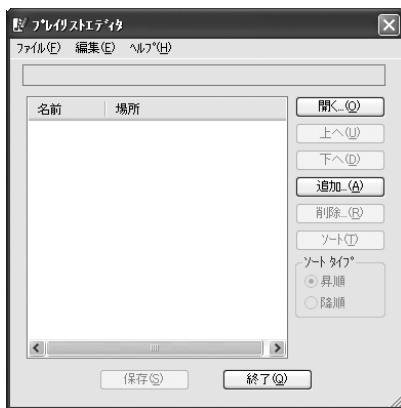 プレイリストエディタ
ファイル(F) 編集(E) ヘルプ(H)
名前 場所
開く...(O)
上へ(U)
下へ(D)
追加...(A)
削除...(R)
ソート(T)
ソート タイプ
昇順
降順
保存(S) 終了(Q)